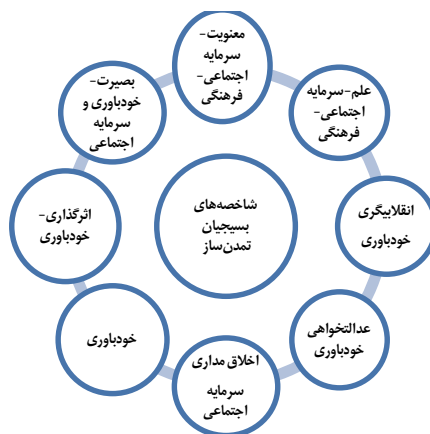 معنویت-
سرمایه
اجتماعی-
فرهنگی
علم-سرمایه
اجتماعی-
فرهنگی
انقلابیگری
خودباوری
عدالتخواهی
خودباوری
اخلاق مداری
سرمایه
اجتماعی
خودباوری
اثرگذاری-
خودباوری
بصیرت-
خودباوری و
سرمایه
اجتماعی
شاخصه‌های
بسیجیان
تمدن‌ساز